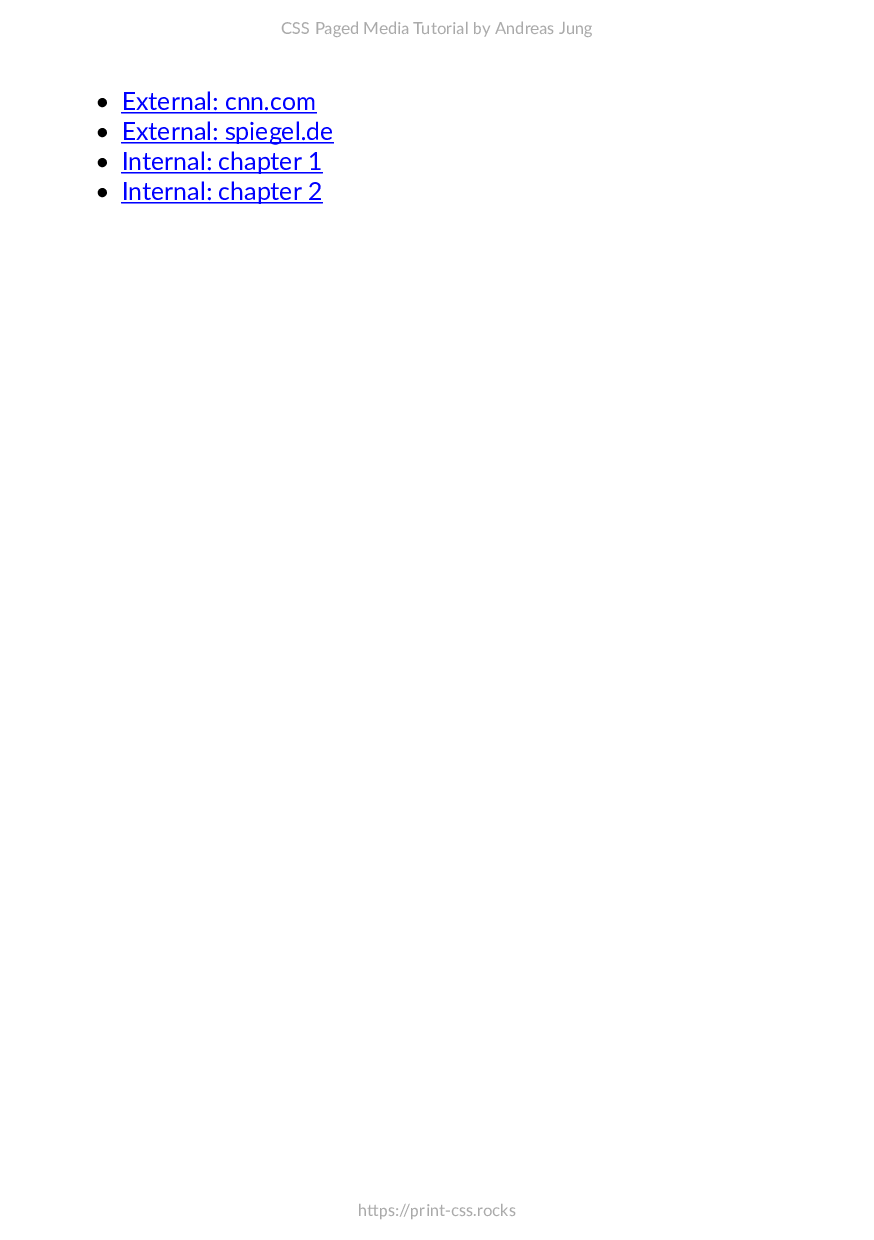 CSS Paged Media Tutorial by Andreas Jung
• External: cnn.com
• External: spiegel.de
• Internal: chapter 1
• Internal: chapter 2
https://print-css.rocks